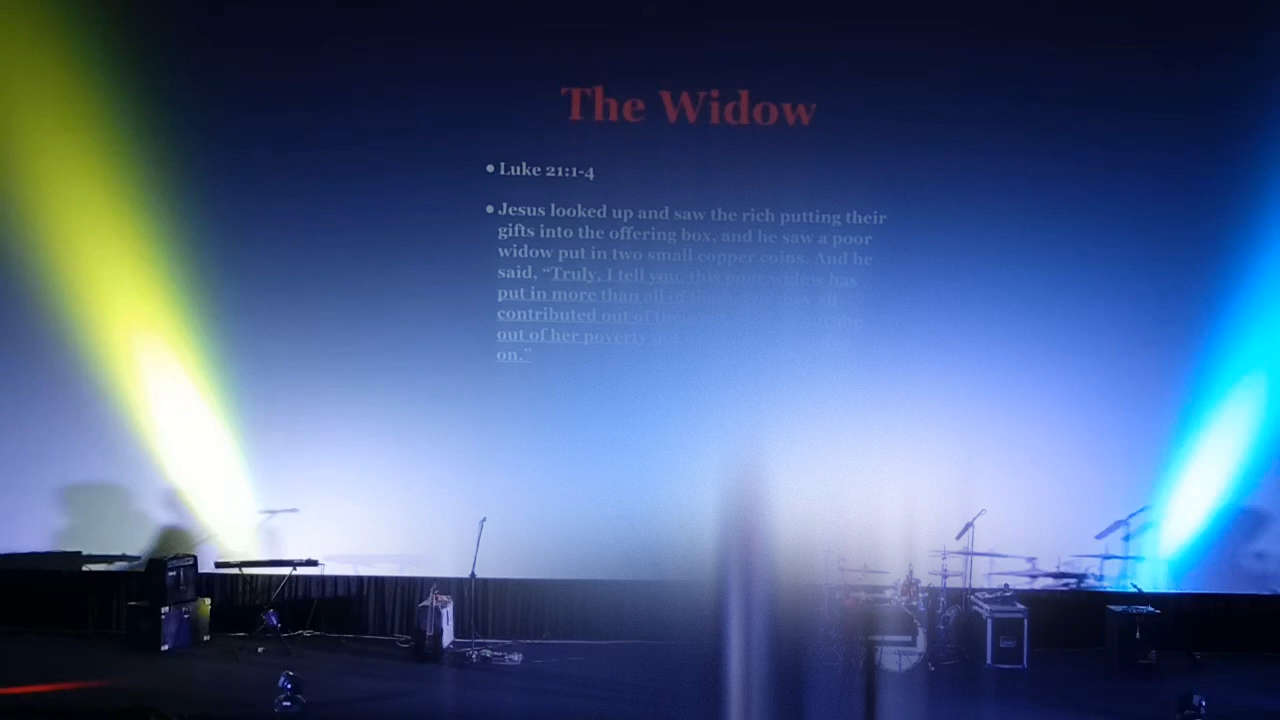 The Widow
• Luke 21:1-4
• Jesus looked up and saw the rich putting their
gifts into the offering box, and he saw a poor
widow put in two small copper coins. And he
said, “Truly, I tell you, this poor widow has
put in more than all of
contributed out of
out of her poverty
on.”